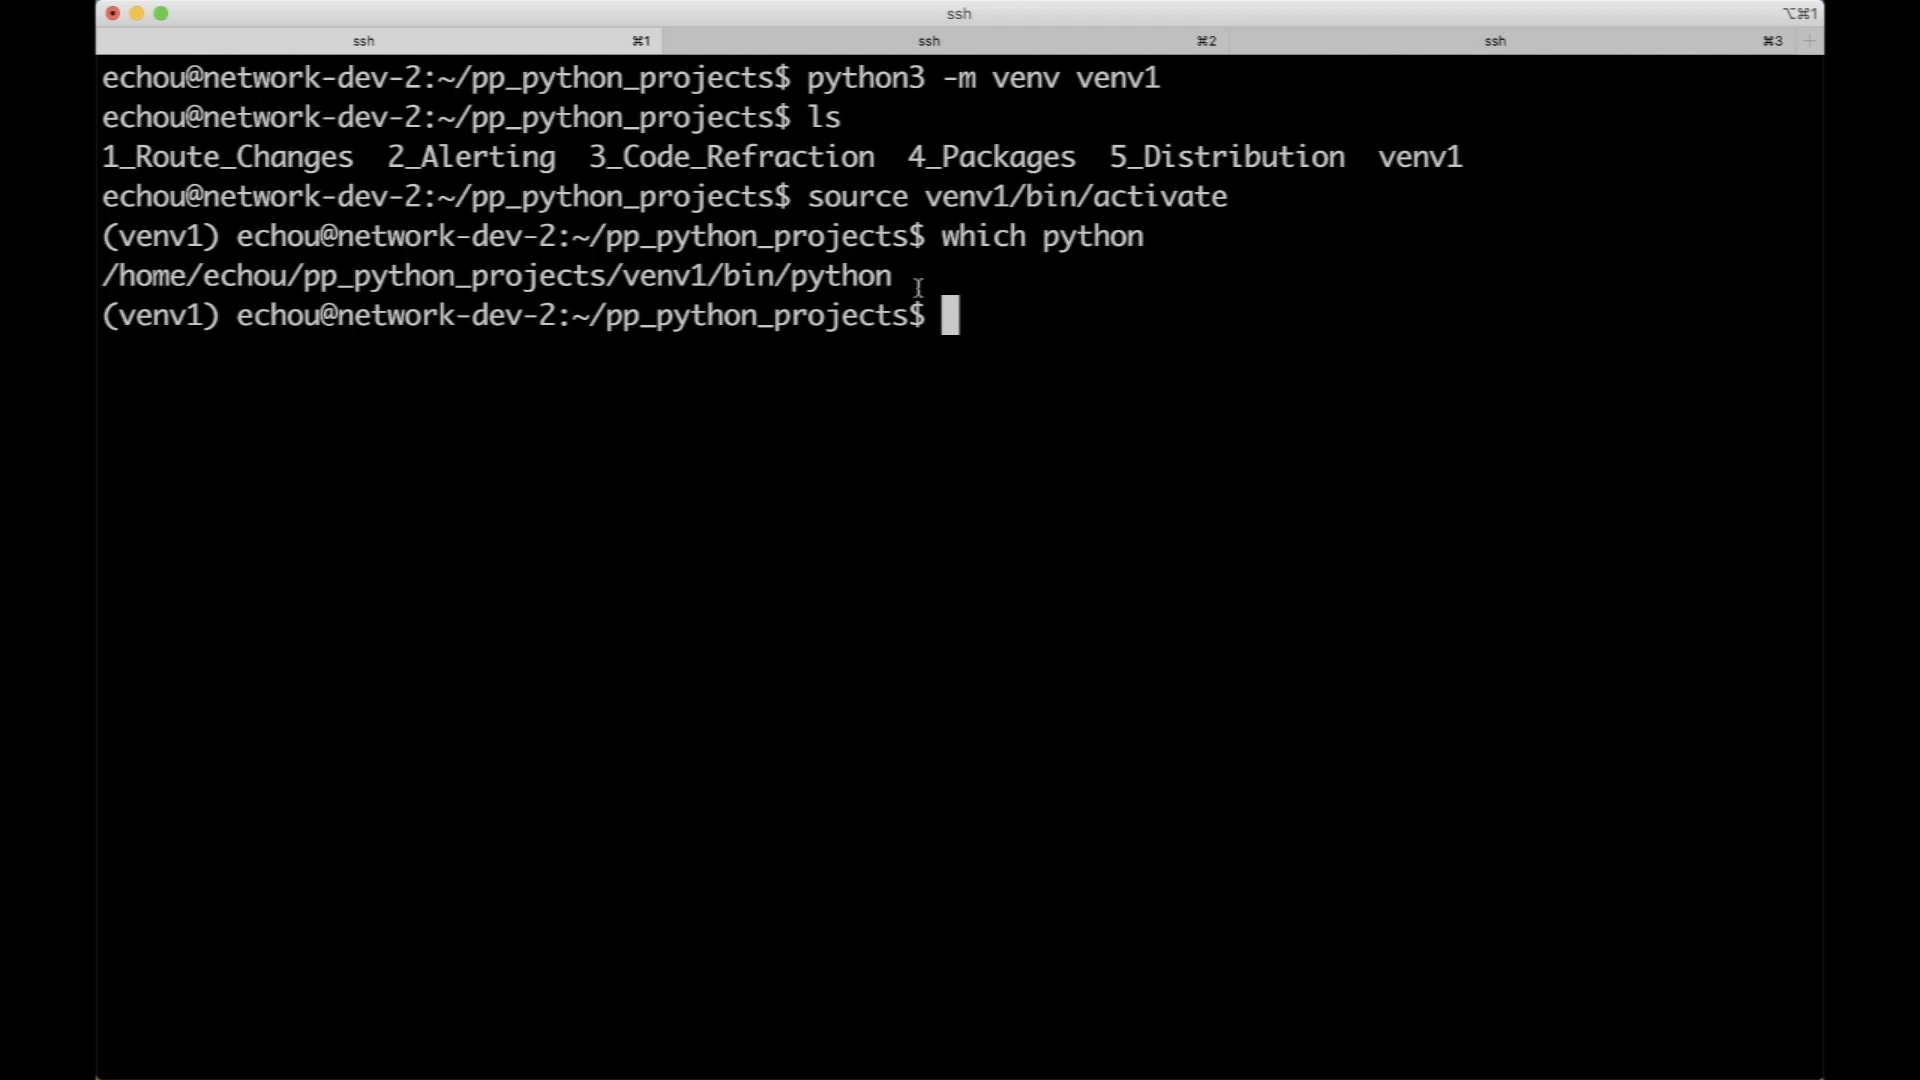 ssh ⌥⌘1
ssh ⌘1 ssh ⌘2 ssh ⌘3 +
echou@network-dev-2:~/pp_python_projects$ python3 -m venv venv1
echou@network-dev-2:~/pp_python_projects$ ls
1_Route_Changes  2_Alerting  3_Code_Refraction  4_Packages  5_Distribution  venv1
echou@network-dev-2:~/pp_python_projects$ source venv1/bin/activate
(venv1) echou@network-dev-2:~/pp_python_projects$ which python
/home/echou/pp_python_projects/venv1/bin/python
(venv1) echou@network-dev-2:~/pp_python_projects$